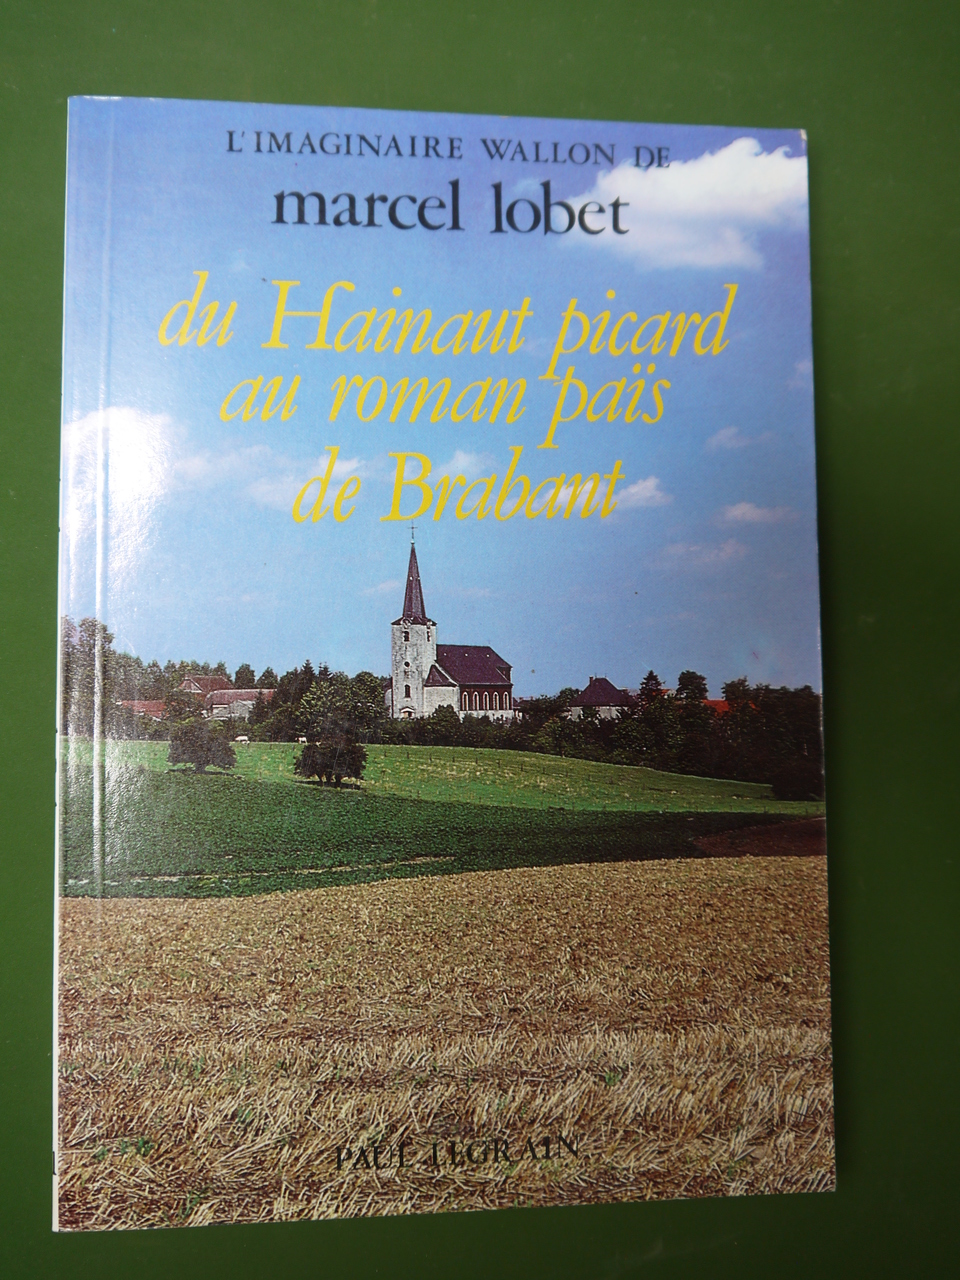 L'IMAGINAIRE WALLON DE
marcel lobet
du Hainaut picard
au roman païs
de Brabant
PAUL LEGRAIN